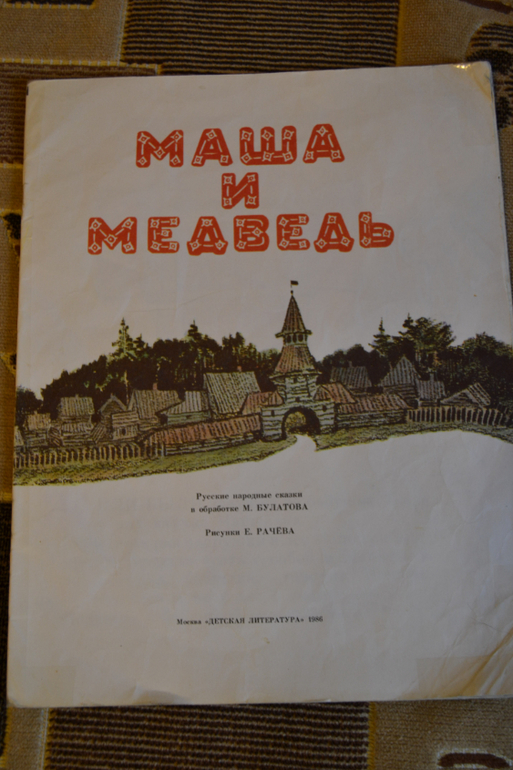 МАША
И
МЕДВЕДЬ
Русские народные сказки
в обработке М. БУЛАТОВА
Рисунки Е. РАЧЁВА
Москва «ДЕТСКАЯ ЛИТЕРАТУРА» 1986